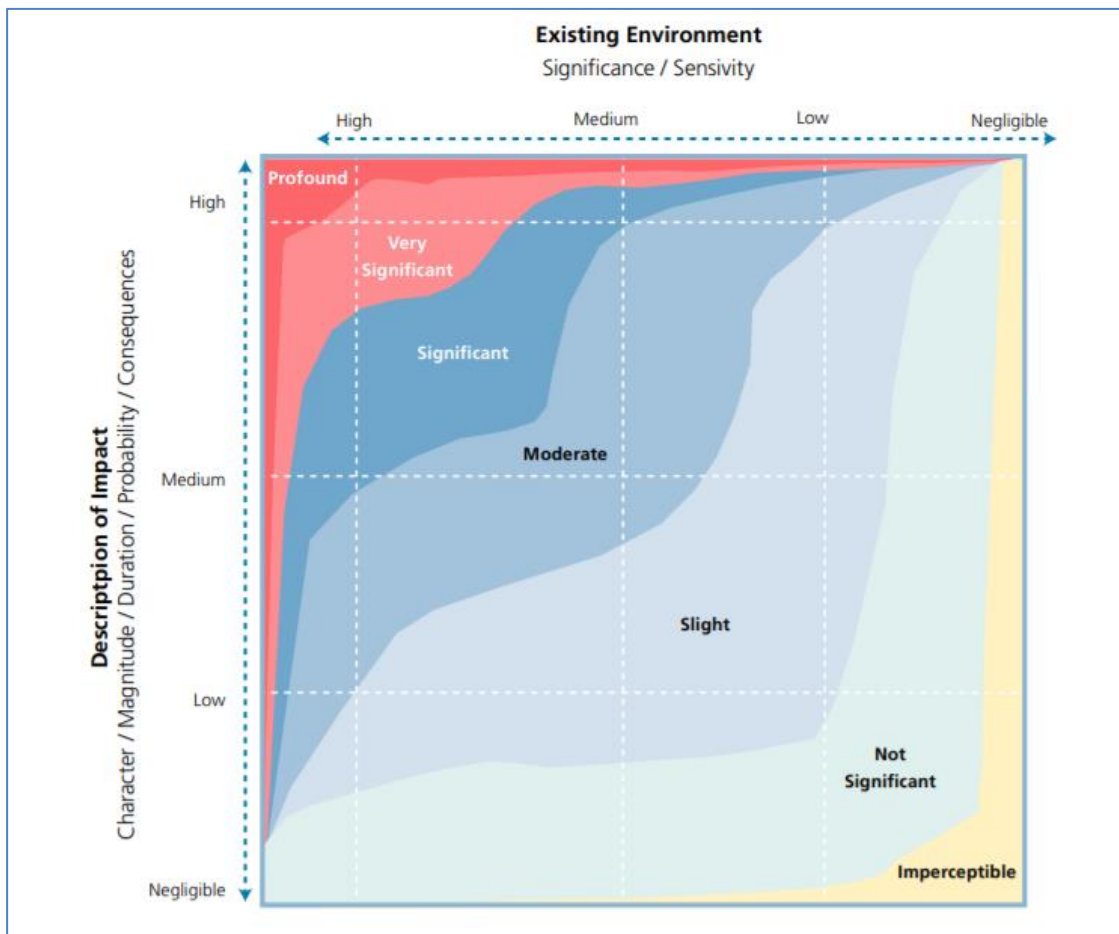 Existing Environment
Significance / Sensivity
High
Medium
Low
Negligible
Descriptpion of Impact
Character / Magnitude / Duration / Probability / Consequences
High
Medium
Low
Negligible
Profound
Very
Significant
Significant
Moderate
Slight
Not
Significant
Imperceptible